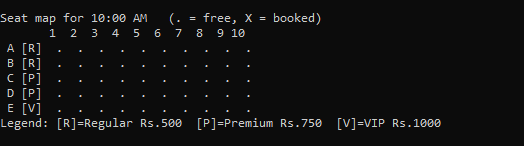 Seat map for 10:00 AM   (. = free, X = booked)
       1  2  3  4  5  6  7  8  9 10
 A [R]  .  .  .  .  .  .  .  .  .  .
 B [R]  .  .  .  .  .  .  .  .  .  .
 C [P]  .  .  .  .  .  .  .  .  .  .
 D [P]  .  .  .  .  .  .  .  .  .  .
 E [V]  .  .  .  .  .  .  .  .  .  .
Legend: [R]=Regular Rs.500  [P]=Premium Rs.750  [V]=VIP Rs.1000